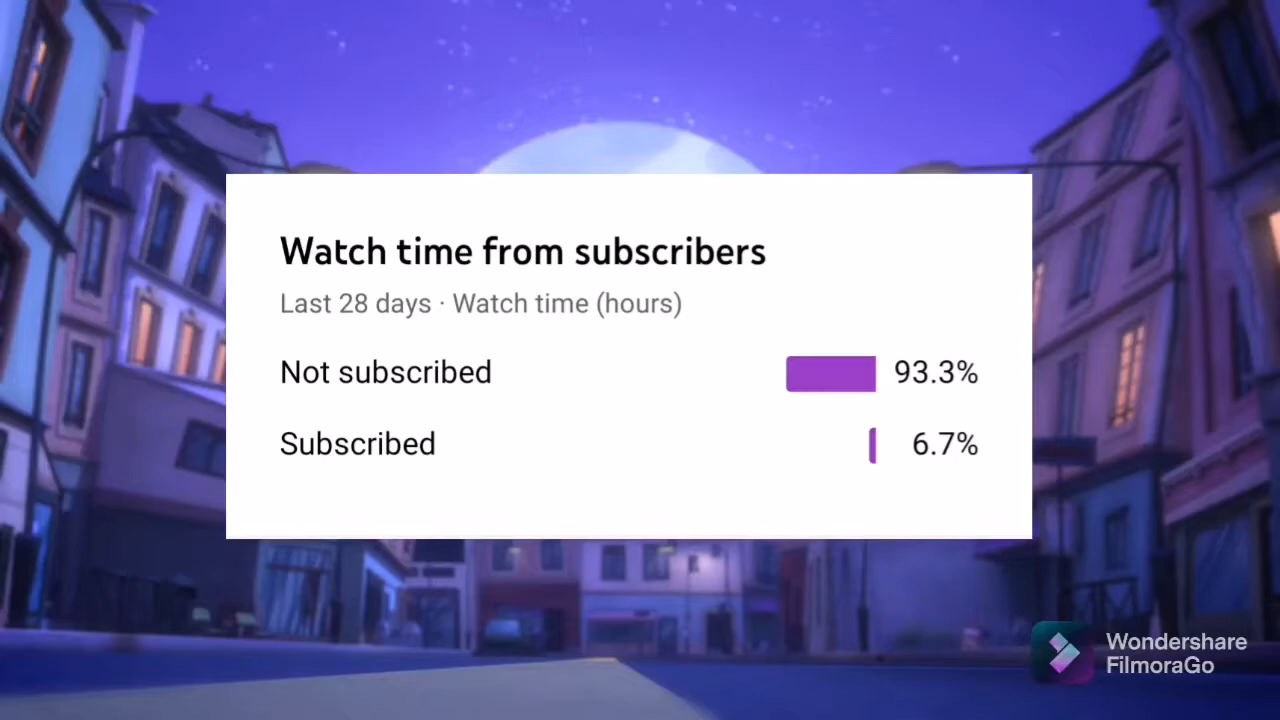 Watch time from subscribers
Last 28 days · Watch time (hours)
Not subscribed 93.3%
Subscribed 6.7%
Wondershare
FilmoraGo